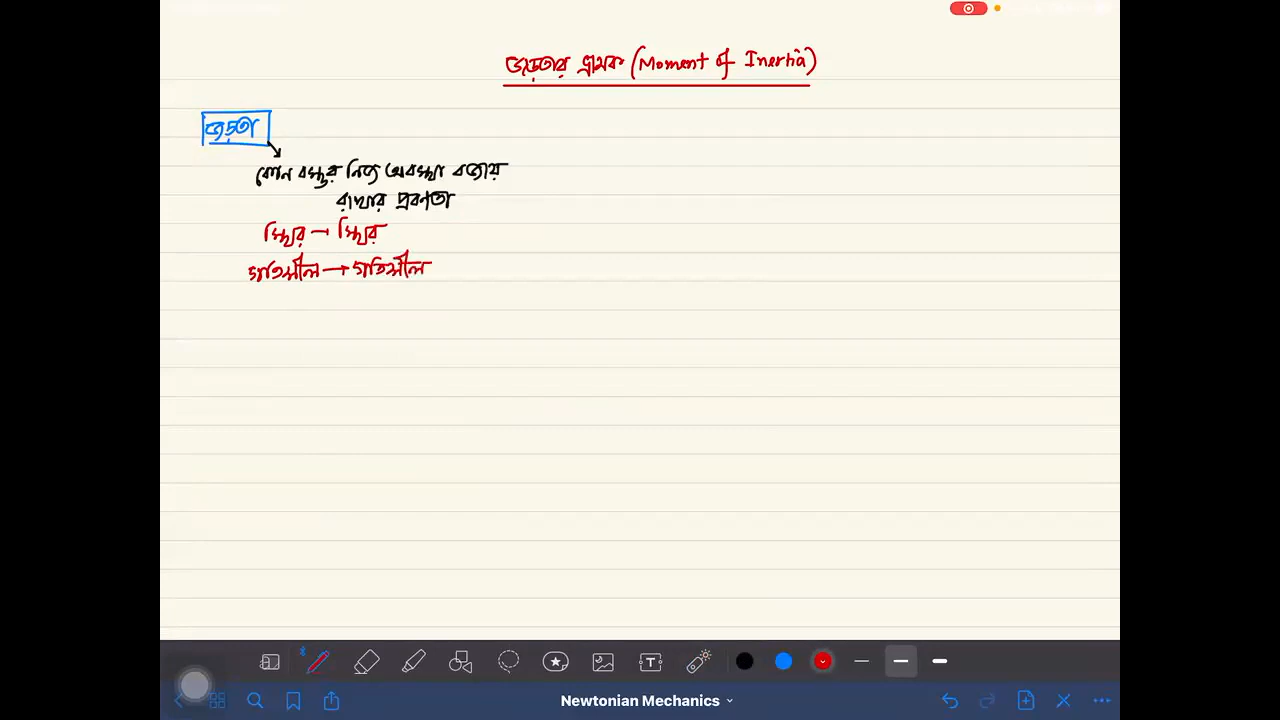 জড়তার ভ্রামক (Moment of Inertia)
জড়তা
কোন বস্তুর নিজ অবস্থা বজায়
রাখার প্রবণতা
স্থির → স্থির
গতিশীল → গতিশীল
Newtonian Mechanics